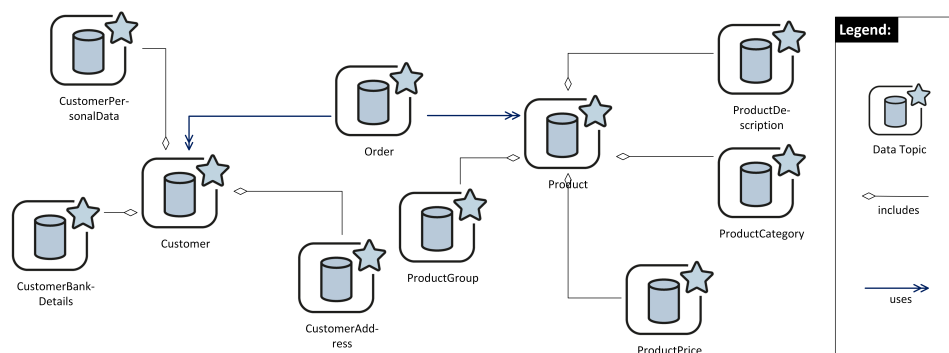 Legend:
CustomerPer-
sonalData
ProductDe-
scription
Order
Data Topic
Product
includes
Customer
ProductCategory
ProductGroup
CustomerBank-
Details
uses
CustomerAdd-
ress
ProductPrice